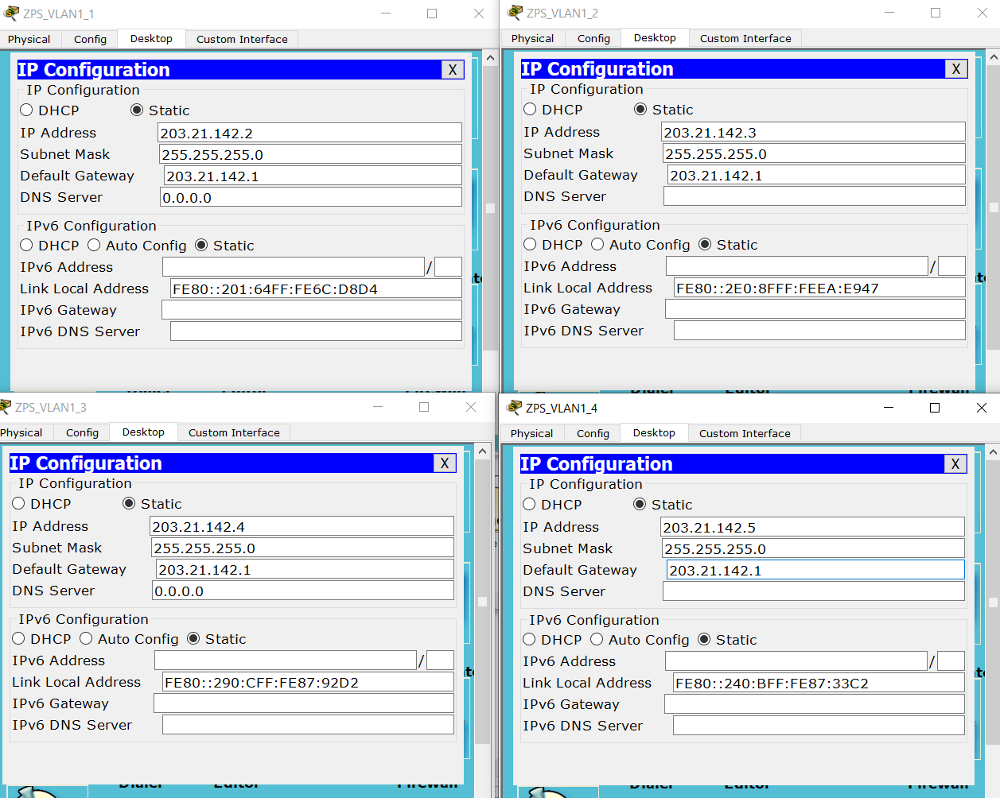 ZPS_VLAN1_1
Physical Config Desktop Custom Interface
IP Configuration X
IP Configuration
DHCP Static
IP Address 203.21.142.2
Subnet Mask 255.255.255.0
Default Gateway 203.21.142.1
DNS Server 0.0.0.0
IPv6 Configuration
DHCP Auto Config Static
IPv6 Address /
Link Local Address FE80::201:64FF:FE6C:D8D4
IPv6 Gateway
IPv6 DNS Server
ZPS_VLAN1_2
Physical Config Desktop Custom Interface
IP Configuration X
IP Configuration
DHCP Static
IP Address 203.21.142.3
Subnet Mask 255.255.255.0
Default Gateway 203.21.142.1
DNS Server
IPv6 Configuration
DHCP Auto Config Static
IPv6 Address /
Link Local Address FE80::2E0:8FFF:FEEA:E947
IPv6 Gateway
IPv6 DNS Server
ZPS_VLAN1_3
Physical Config Desktop Custom Interface
IP Configuration X
IP Configuration
DHCP Static
IP Address 203.21.142.4
Subnet Mask 255.255.255.0
Default Gateway 203.21.142.1
DNS Server 0.0.0.0
IPv6 Configuration
DHCP Auto Config Static
IPv6 Address /
Link Local Address FE80::290:CFF:FE87:92D2
IPv6 Gateway
IPv6 DNS Server
Dialer Editor Firewall
ZPS_VLAN1_4
Physical Config Desktop Custom Interface
IP Configuration X
IP Configuration
DHCP Static
IP Address 203.21.142.5
Subnet Mask 255.255.255.0
Default Gateway 203.21.142.1
DNS Server
IPv6 Configuration
DHCP Auto Config Static
IPv6 Address /
Link Local Address FE80::240:BFF:FE87:33C2
IPv6 Gateway
IPv6 DNS Server
Dialer Editor Firewall